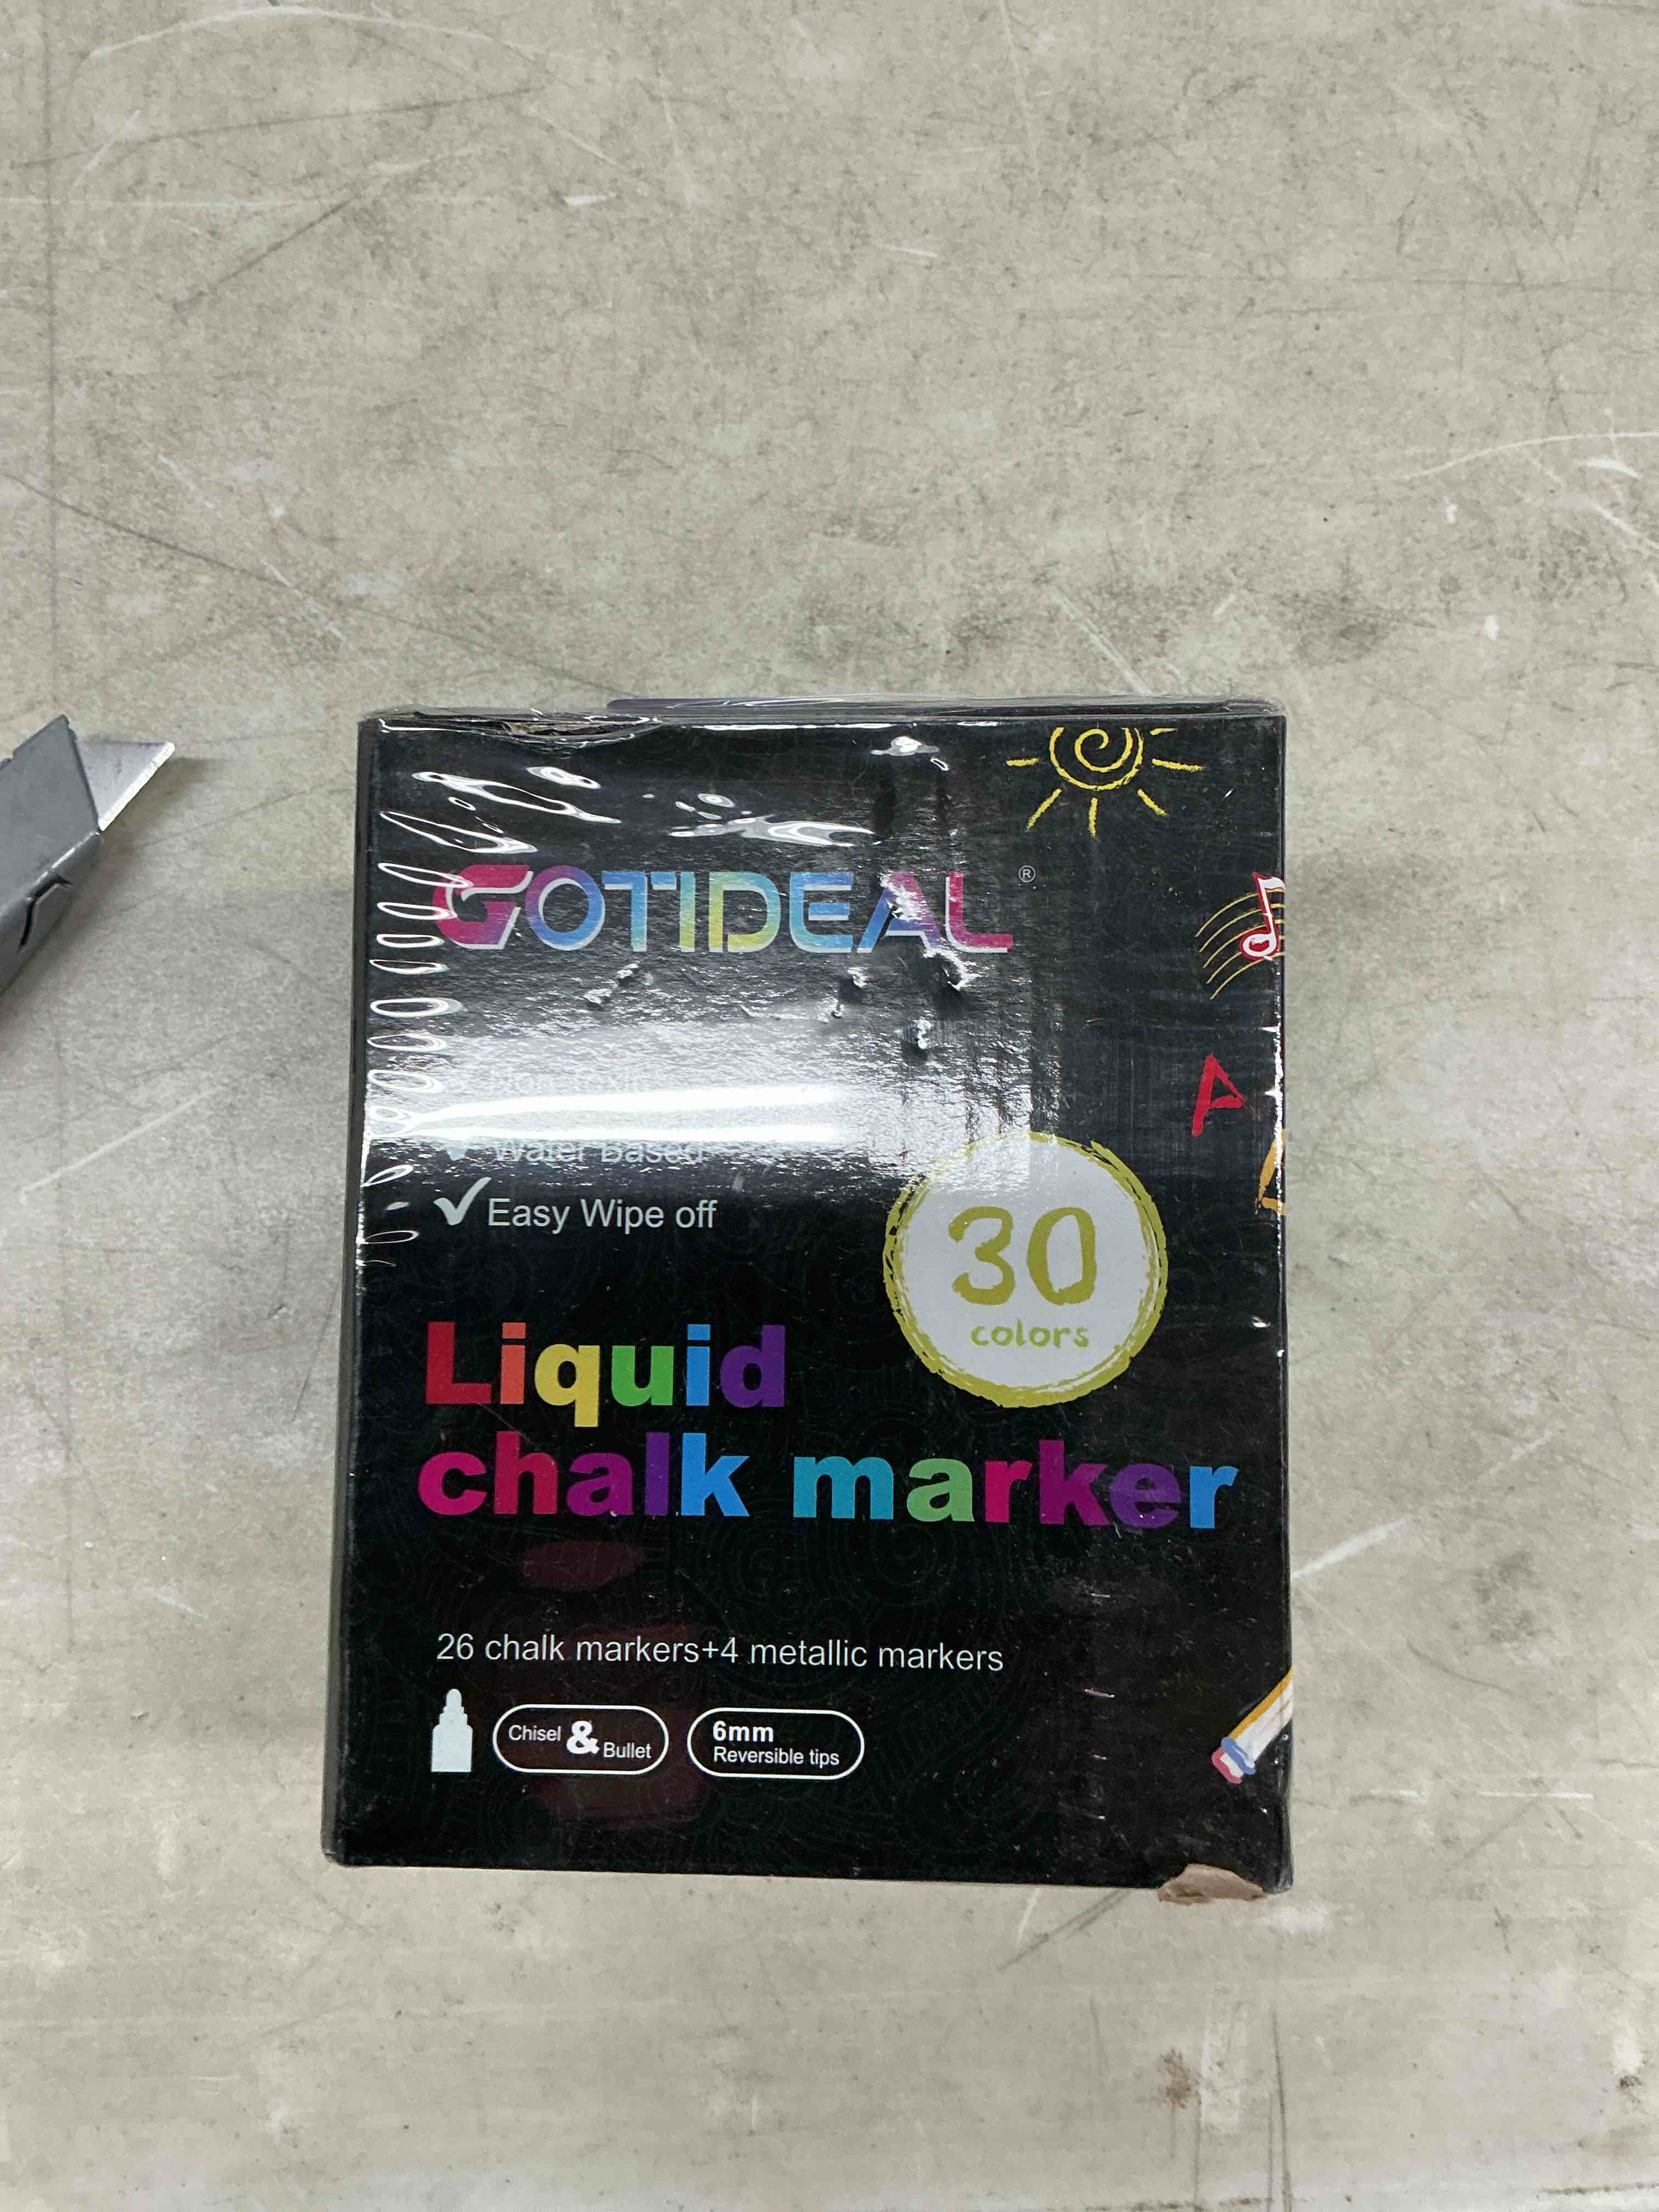 GOTIDEAL®
Water Based
Easy Wipe off
30
colors
Liquid
chalk marker
26 chalk markers+4 metallic markers
Chisel & Bullet
6mm
Reversible tips
A